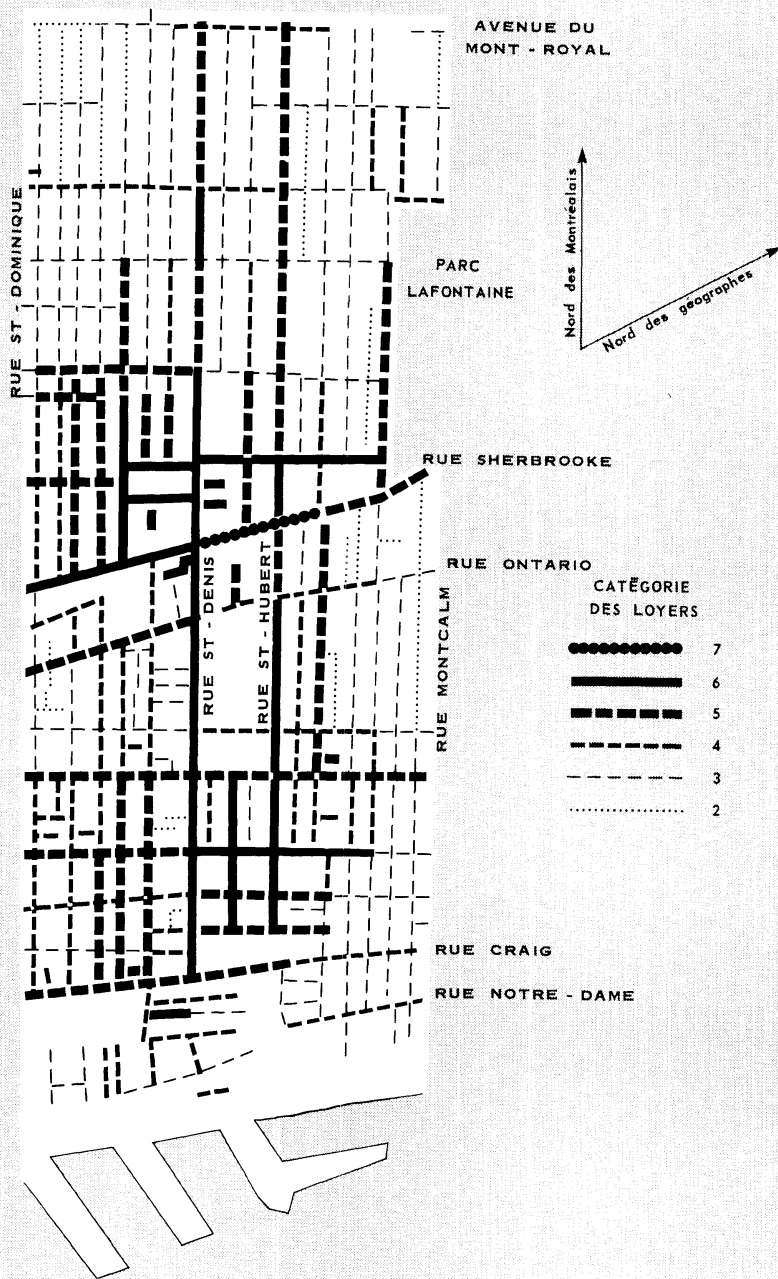 AVENUE DU
MONT - ROYAL
RUE ST - DOMINIQUE
Nord des Montréalais
Nord des géographes
PARC
LAFONTAINE
RUE SHERBROOKE
RUE ONTARIO
RUE ST - DENIS
RUE ST - HUBERT
RUE MONTCALM
CATÉGORIE
DES LOYERS
7
6
5
4
3
2
RUE CRAIG
RUE NOTRE - DAME